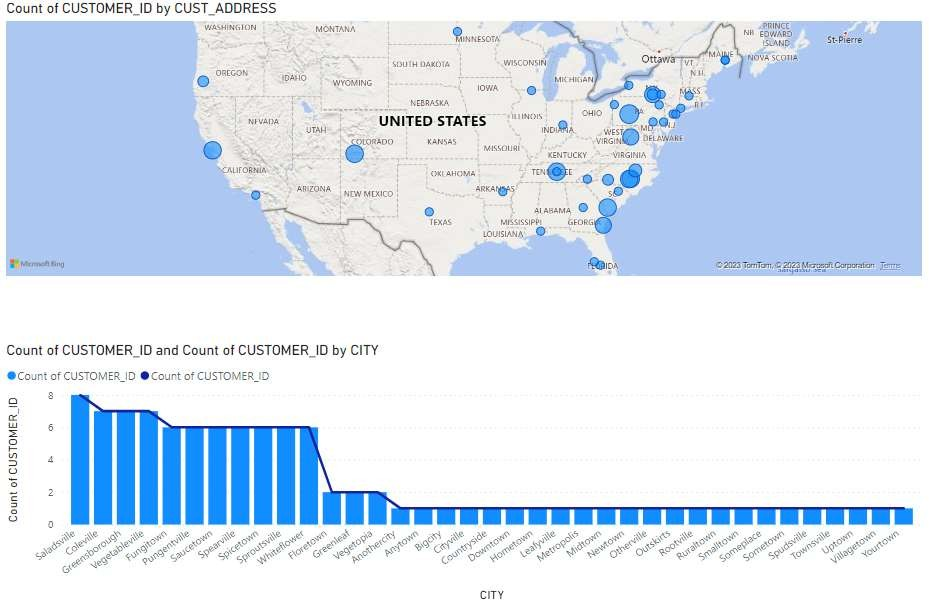 Count of CUSTOMER_ID by CUST_ADDRESS
WASHINGTON
MONTANA
MINNESOTA
NB
PRINCE
EDWARD
ISLAND
St-Pierre
Ottawa
MAINE
NOVA SCOTIA
VT.
N.H.
OREGON
IDAHO
SOUTH DAKOTA
WISCONSIN
MICHIGAN
WYOMING
IOWA
MASS
R.I.
NEBRASKA
NEVADA
UTAH
UNITED STATES
ILLINOIS
INDIANA
OHIO
PA
COLORADO
KANSAS
MISSOURI
WEST
VIRGINIA
MD.
NJ
DELAWARE
KENTUCKY
VIRGINIA
CALIFORNIA
OKLAHOMA
ARIZONA
NEW MEXICO
ARKANSAS
SC
TEXAS
MISSISSIPPI
ALABAMA
GEORGIA
LOUISIANA
Microsoft Bing
FLORIDA
© 2023 TomTom, © 2023 Microsoft Corporation Terms
Sargasso Sea
Count of CUSTOMER_ID and Count of CUSTOMER_ID by CITY
Count of CUSTOMER_ID Count of CUSTOMER_ID
Count of CUSTOMER_ID
8
6
4
2
0
Saladsville
Coleville
Greensborough
Vegetableville
Fungitown
Pungentville
Saucetown
Spearville
Spicetown
Sproutsville
Whiteflower
Floretown
Greenleaf
Vegetopia
Anothercity
Anytown
Bigcity
Cityville
Countryside
Downtown
Hometown
Leafyville
Metropolis
Midtown
Newtown
Otherville
Outskirts
Rootville
Ruraltown
Smalltown
Someplace
Sometown
Spudsville
Townsville
Uptown
Villagetown
Yourtown
CITY